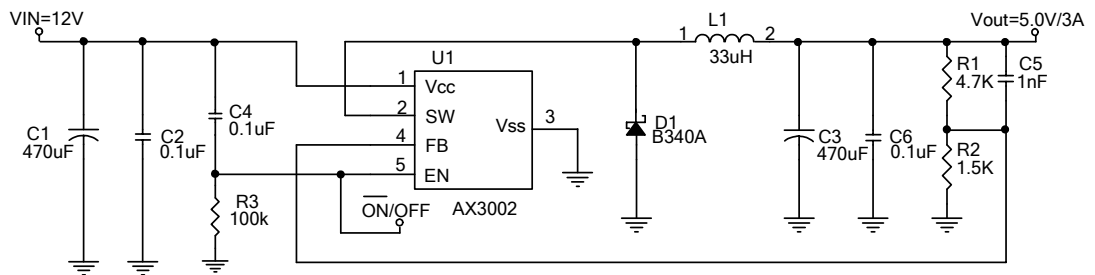 VIN=12V
L1
Vout=5.0V/3A
1
2
33uH
U1
R1
4.7K
C5
1nF
1
Vcc
2
SW
4
FB
5
EN
Vss
3
AX3002
C1
470uF
C2
0.1uF
C4
0.1uF
R3
100k
ON/OFF
D1
B340A
C3
470uF
C6
0.1uF
R2
1.5K